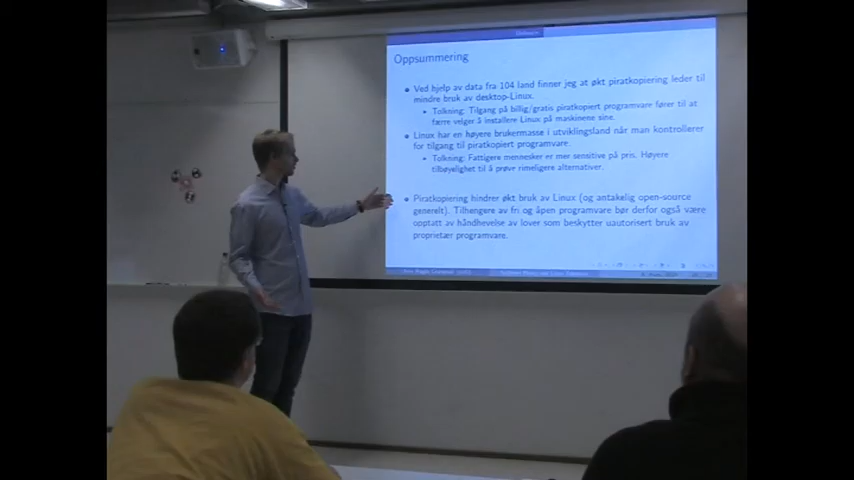 Oppsummering
Ved hjelp av data fra 104 land finner jeg at økt piratkopiering leder til
mindre bruk av desktop-Linux.
Tolkning: Tilgang på billig/gratis piratkopiert programvare fører til at
færre velger å installere Linux på maskinene sine.
Linux har en høyere brukermasse i utviklingsland når man kontrollerer
for tilgang til piratkopiert programvare.
Tolkning: Fattigere mennesker er mer sensitive på pris. Høyere
tilbøyelighet til å prøve rimeligere alternativer.
Piratkopiering hindrer økt bruk av Linux (og antakelig open-source
generelt). Tilhengere av fri og åpen programvare bør derfor også være
opptatt av håndhevelse av lover som beskytter uautorisert bruk av
proprietær programvare.